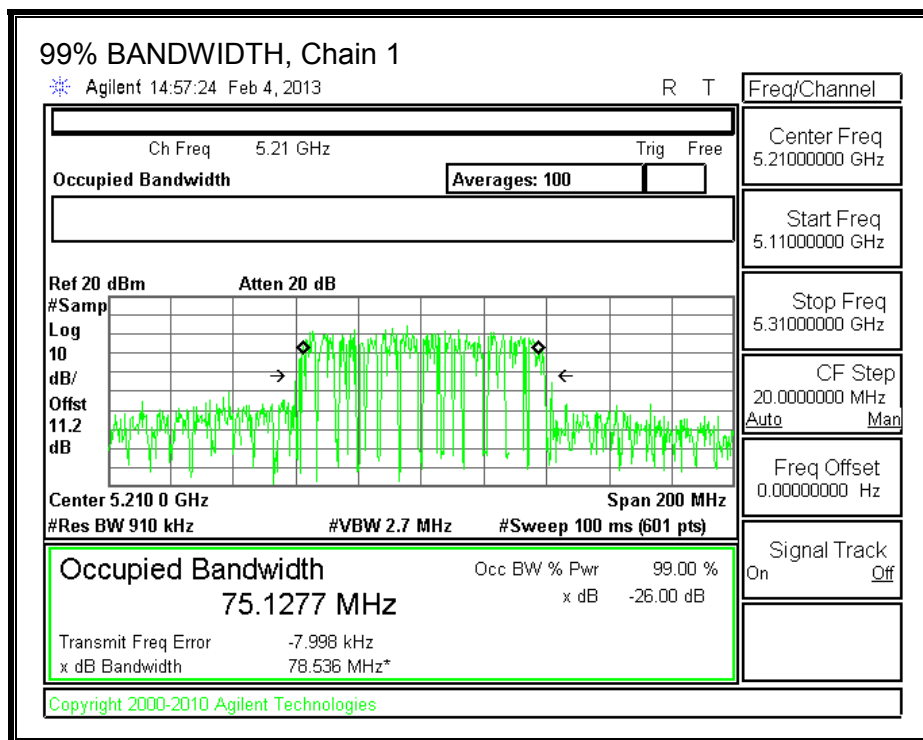 99% BANDWIDTH, Chain 1
Agilent 14:57:24 Feb 4, 2013 R T
Freq/Channel
Ch Freq 5.21 GHz Trig Free
Occupied Bandwidth Averages: 100
Center Freq
5.21000000 GHz
Start Freq
5.11000000 GHz
Stop Freq
5.31000000 GHz
CF Step
20.0000000 MHz
Auto Man
Freq Offset
0.00000000 Hz
Signal Track
On Off
Ref 20 dBm Atten 20 dB
#Samp
Log
10
dB/
Offst
11.2
dB
Center 5.210 0 GHz Span 200 MHz
#Res BW 910 kHz #VBW 2.7 MHz #Sweep 100 ms (601 pts)
Occupied Bandwidth Occ BW % Pwr 99.00 %
75.1277 MHz x dB -26.00 dB
Transmit Freq Error -7.998 kHz
x dB Bandwidth 78.536 MHz*
Copyright 2000-2010 Agilent Technologies